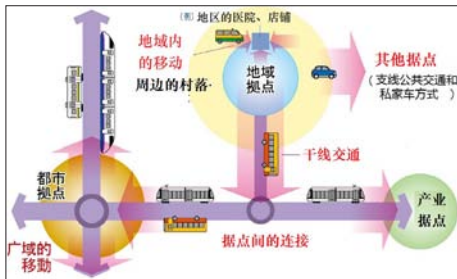 (例) 地区的医院、店铺
地域内
的移动
周边的村落·
地域
拠点
其他据点
(支线公共交通和
私家车方式)
干线交通
都市
拠点
产业
据点
广域的
移動
据点间的连接